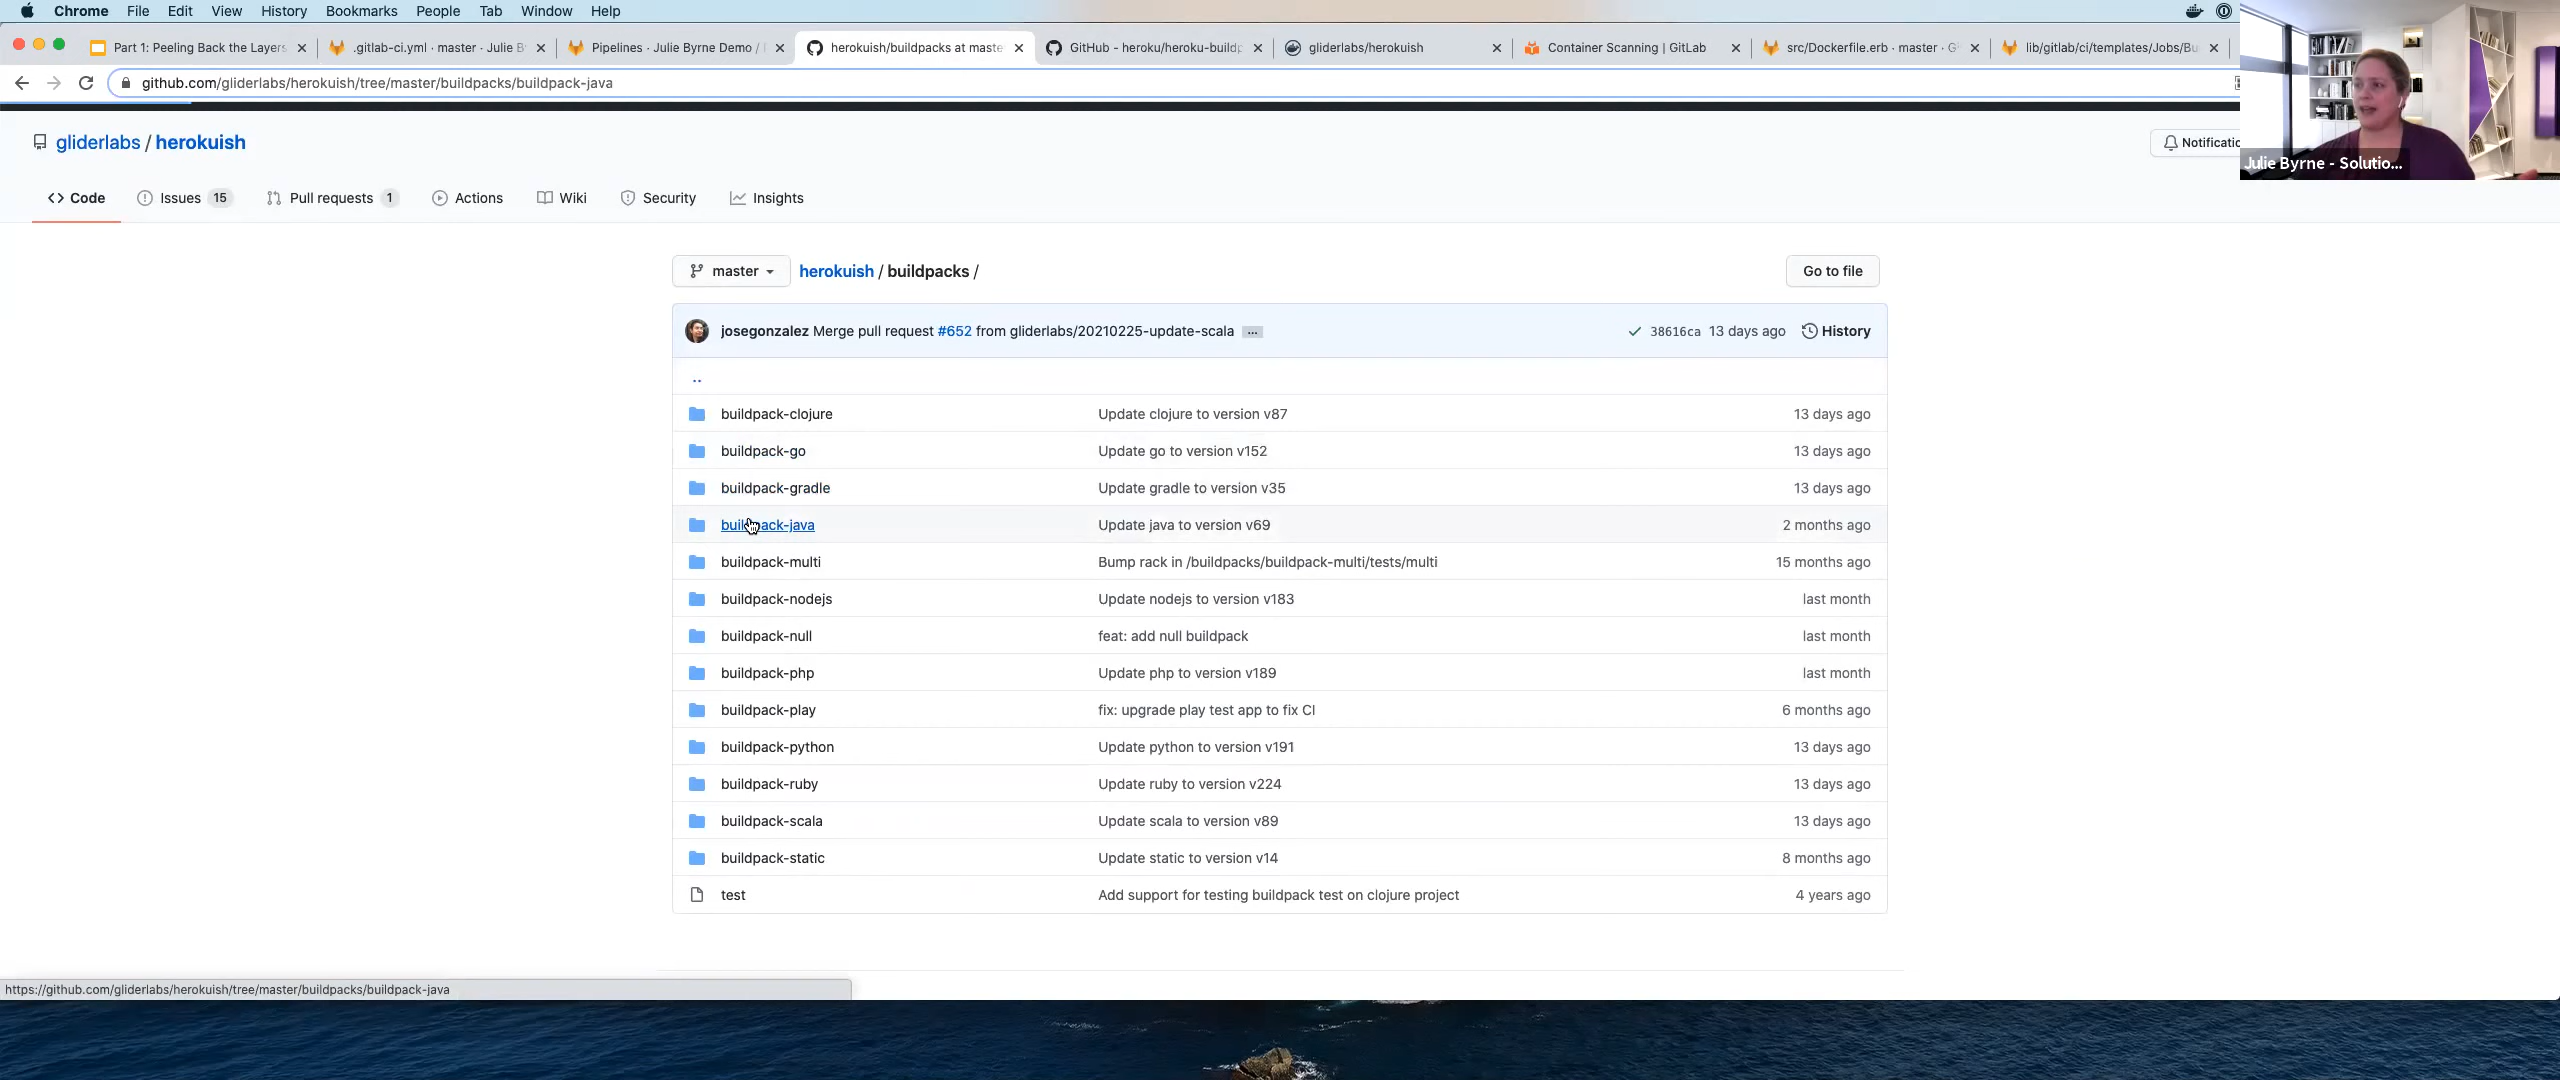 Chrome File Edit View History Bookmarks People Tab Window Help
Part 1: Peeling Back the Layers .gitlab-ci.yml · master · Julie B Pipelines · Julie Byrne Demo / herokuish/buildpacks at maste GitHub - heroku/heroku-buildp gliderlabs/herokuish Container Scanning | GitLab src/Dockerfile.erb · master · G lib/gitlab/ci/templates/Jobs/Bu
github.com/gliderlabs/herokuish/tree/master/buildpacks/buildpack-java
gliderlabs / herokuish
Notificatio
Julie Byrne - Solutio...
<> Code Issues 15 Pull requests 1 Actions Wiki Security Insights
master herokuish / buildpacks / Go to file
josegonzalez Merge pull request #652 from gliderlabs/20210225-update-scala ... 38616ca 13 days ago History
..
buildpack-clojure Update clojure to version v87 13 days ago
buildpack-go Update go to version v152 13 days ago
buildpack-gradle Update gradle to version v35 13 days ago
buildpack-java Update java to version v69 2 months ago
buildpack-multi Bump rack in /buildpacks/buildpack-multi/tests/multi 15 months ago
buildpack-nodejs Update nodejs to version v183 last month
buildpack-null feat: add null buildpack last month
buildpack-php Update php to version v189 last month
buildpack-play fix: upgrade play test app to fix CI 6 months ago
buildpack-python Update python to version v191 13 days ago
buildpack-ruby Update ruby to version v224 13 days ago
buildpack-scala Update scala to version v89 13 days ago
buildpack-static Update static to version v14 8 months ago
test Add support for testing buildpack test on clojure project 4 years ago
https://github.com/gliderlabs/herokuish/tree/master/buildpacks/buildpack-java